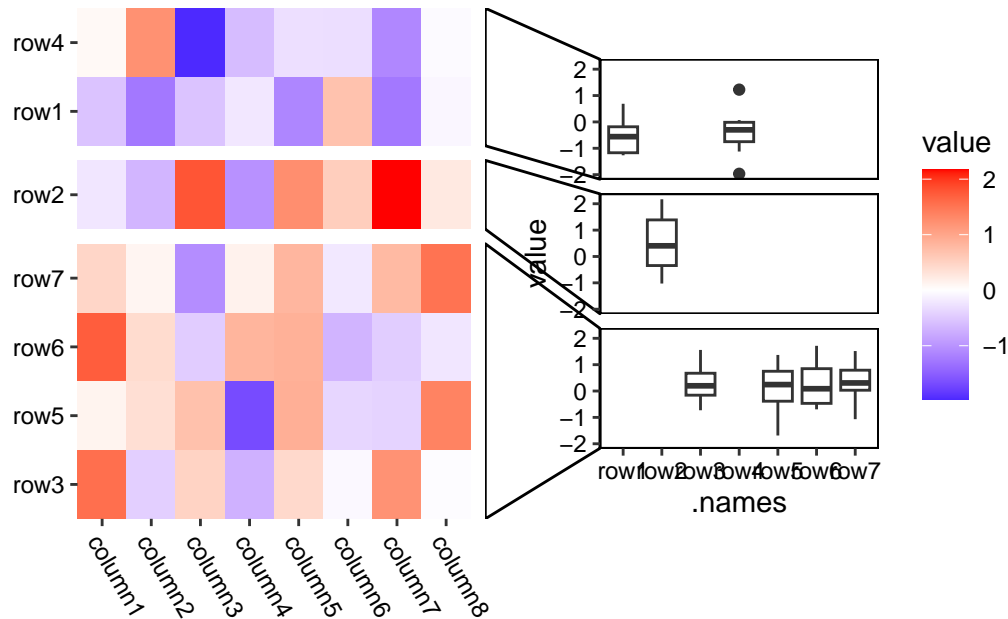 row4
row1
row2
row7
row6
row5
row3
column1
column2
column3
column4
column5
column6
column7
column8
value
2
1
0
−1
−2
2
1
0
−1
−2
2
1
0
−1
−2
row1
row2
row3
row4
row5
row6
row7
.names
value
2
1
0
−1